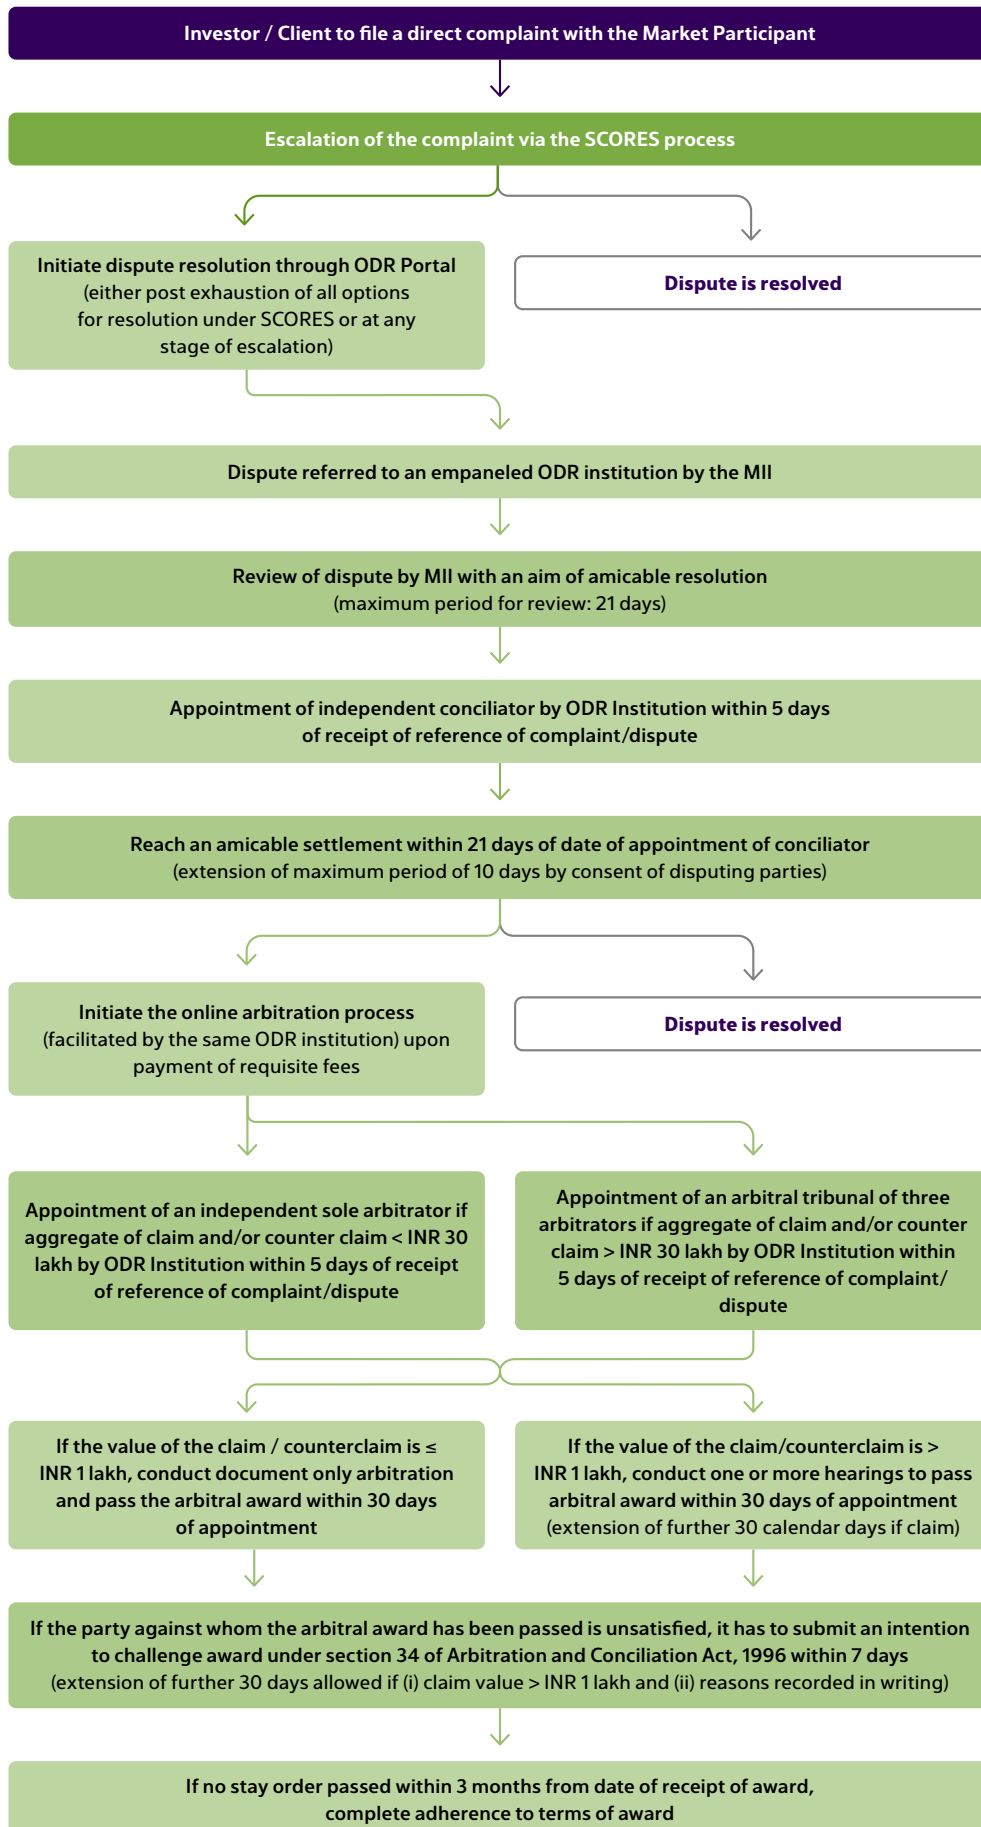 Investor / Client to file a direct complaint with the Market Participant
Escalation of the complaint via the SCORES process
Initiate dispute resolution through ODR Portal
(either post exhaustion of all options
for resolution under SCORES or at any
stage of escalation)
Dispute is resolved
Dispute referred to an empaneled ODR institution by the MII
Review of dispute by MII with an aim of amicable resolution
(maximum period for review: 21 days)
Appointment of independent conciliator by ODR Institution within 5 days
of receipt of reference of complaint/dispute
Reach an amicable settlement within 21 days of date of appointment of conciliator
(extension of maximum period of 10 days by consent of disputing parties)
Initiate the online arbitration process
(facilitated by the same ODR institution) upon
payment of requisite fees
Dispute is resolved
Appointment of an independent sole arbitrator if
aggregate of claim and/or counter claim < INR 30
lakh by ODR Institution within 5 days of receipt
of reference of complaint/dispute
Appointment of an arbitral tribunal of three
arbitrators if aggregate of claim and/or counter
claim > INR 30 lakh by ODR Institution within
5 days of receipt of reference of complaint/
dispute
If the value of the claim / counterclaim is ≤
INR 1 lakh, conduct document only arbitration
and pass the arbitral award within 30 days
of appointment
If the value of the claim/counterclaim is >
INR 1 lakh, conduct one or more hearings to pass
arbitral award within 30 days of appointment
(extension of further 30 calendar days if claim)
If the party against whom the arbitral award has been passed is unsatisfied, it has to submit an intention
to challenge award under section 34 of Arbitration and Conciliation Act, 1996 within 7 days
(extension of further 30 days allowed if (i) claim value > INR 1 lakh and (ii) reasons recorded in writing)
If no stay order passed within 3 months from date of receipt of award,
complete adherence to terms of award